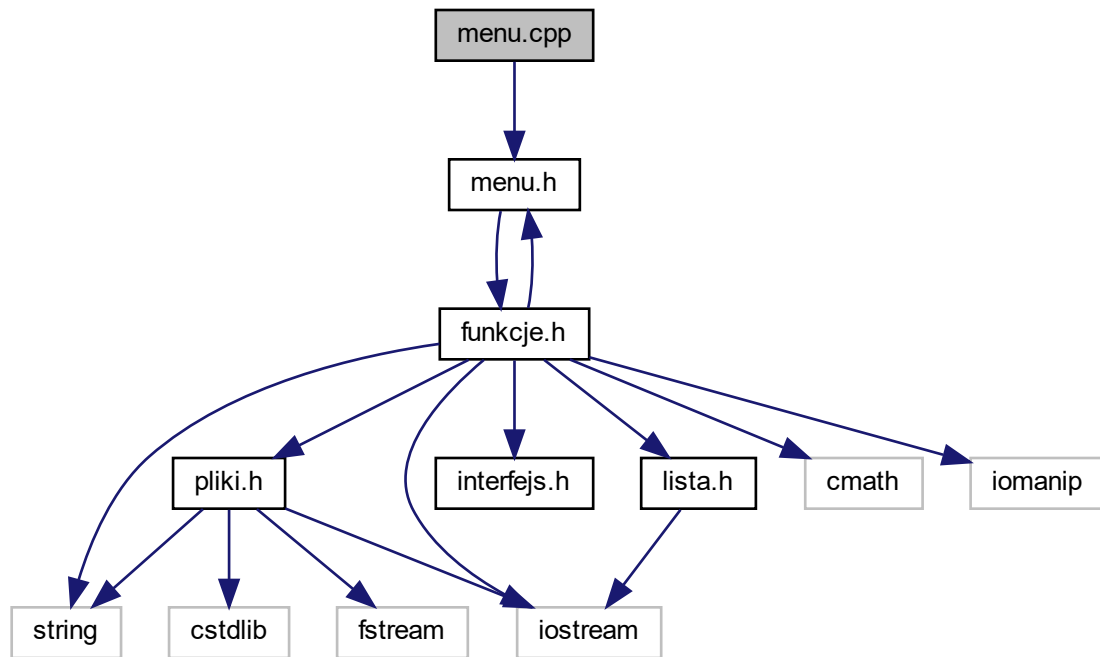 menu.cpp
menu.h
funkcje.h
pliki.h
interfejs.h
lista.h
cmath
iomanip
string
cstdlib
fstream
iostream